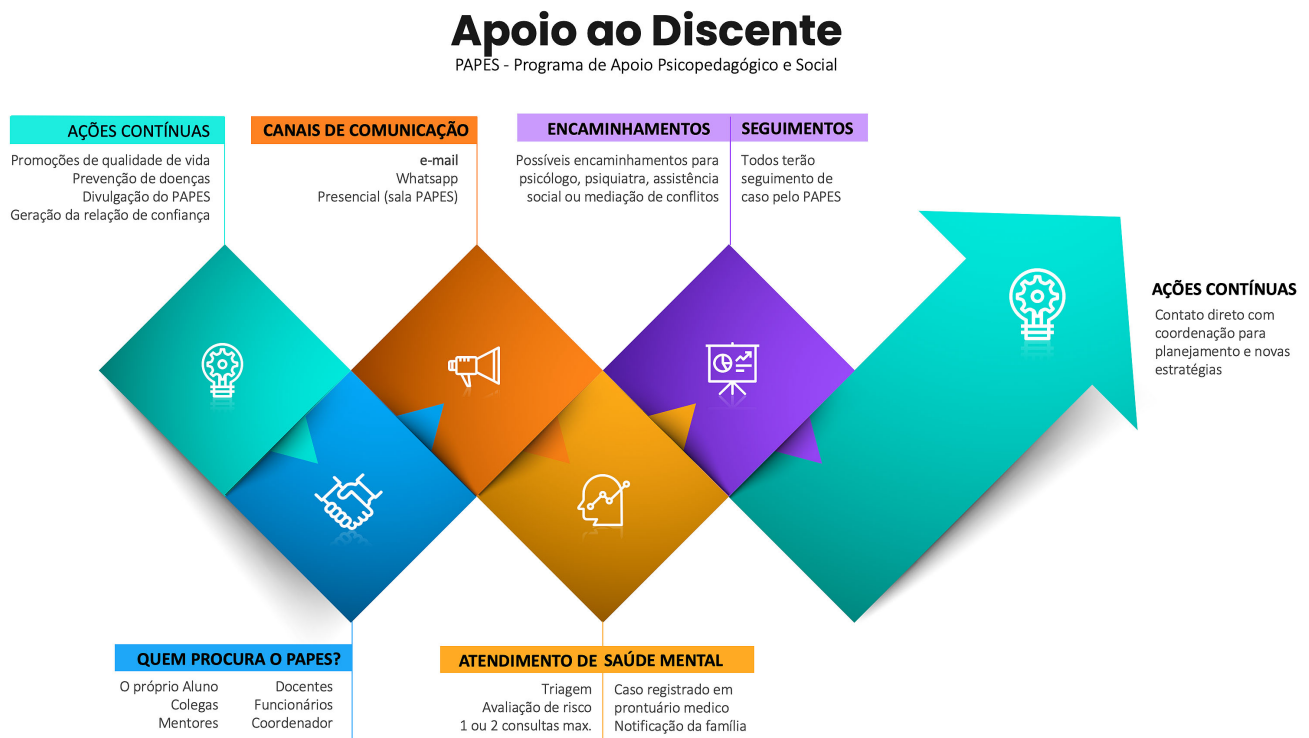 Apoio ao Discente
PAPES - Programa de Apoio Psicopedagógico e Social
AÇÕES CONTÍNUAS
Promoções de qualidade de vida
Prevenção de doenças
Divulgação do PAPES
Geração da relação de confiança
CANAIS DE COMUNICAÇÃO
e-mail
Whatsapp
Presencial (sala PAPES)
ENCAMINHAMENTOS
Possíveis encaminhamentos para
psicólogo, psiquiatra, assistência
social ou mediação de conflitos
SEGUIMENTOS
Todos terão
seguimento de
caso pelo PAPES
AÇÕES CONTÍNUAS
Contato direto com
coordenação para
planejamento e novas
estratégias
QUEM PROCURA O PAPES?
O próprio Aluno
Colegas
Mentores
Docentes
Funcionários
Coordenador
ATENDIMENTO DE SAÚDE MENTAL
Triagem
Avaliação de risco
1 ou 2 consultas max.
Caso registrado em
prontuário medico
Notificação da família